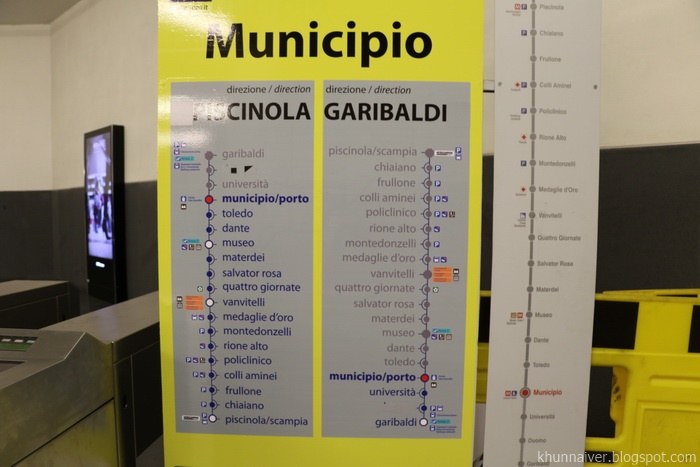 Municipio
direzione / direction
PISCINOLA
garibaldi
università
municipio/porto
toledo
dante
museo
materdei
salvator rosa
quattro giornate
vanvitelli
medaglie d'oro
montedonzelli
rione alto
policlinico
colli aminei
frullone
chiaiano
piscinola/scampia
direzione / direction
GARIBALDI
piscinola/scampia
chiaiano
frullone
colli aminei
policlinico
rione alto
montedonzelli
medaglie d'oro
vanvitelli
quattro giornate
salvator rosa
materdei
museo
dante
toledo
municipio/porto
università
garibaldi
Piscinola
Chiaiano
Frullone
Colli Aminei
Policlinico
Rione Alto
Montedonzelli
Medaglie d'Oro
Vanvitelli
Quattro Giornate
Salvator Rosa
Materdei
Museo
Dante
Toledo
Municipio
Università
Duomo
Garibaldi
khunnaiver.blogspot.com